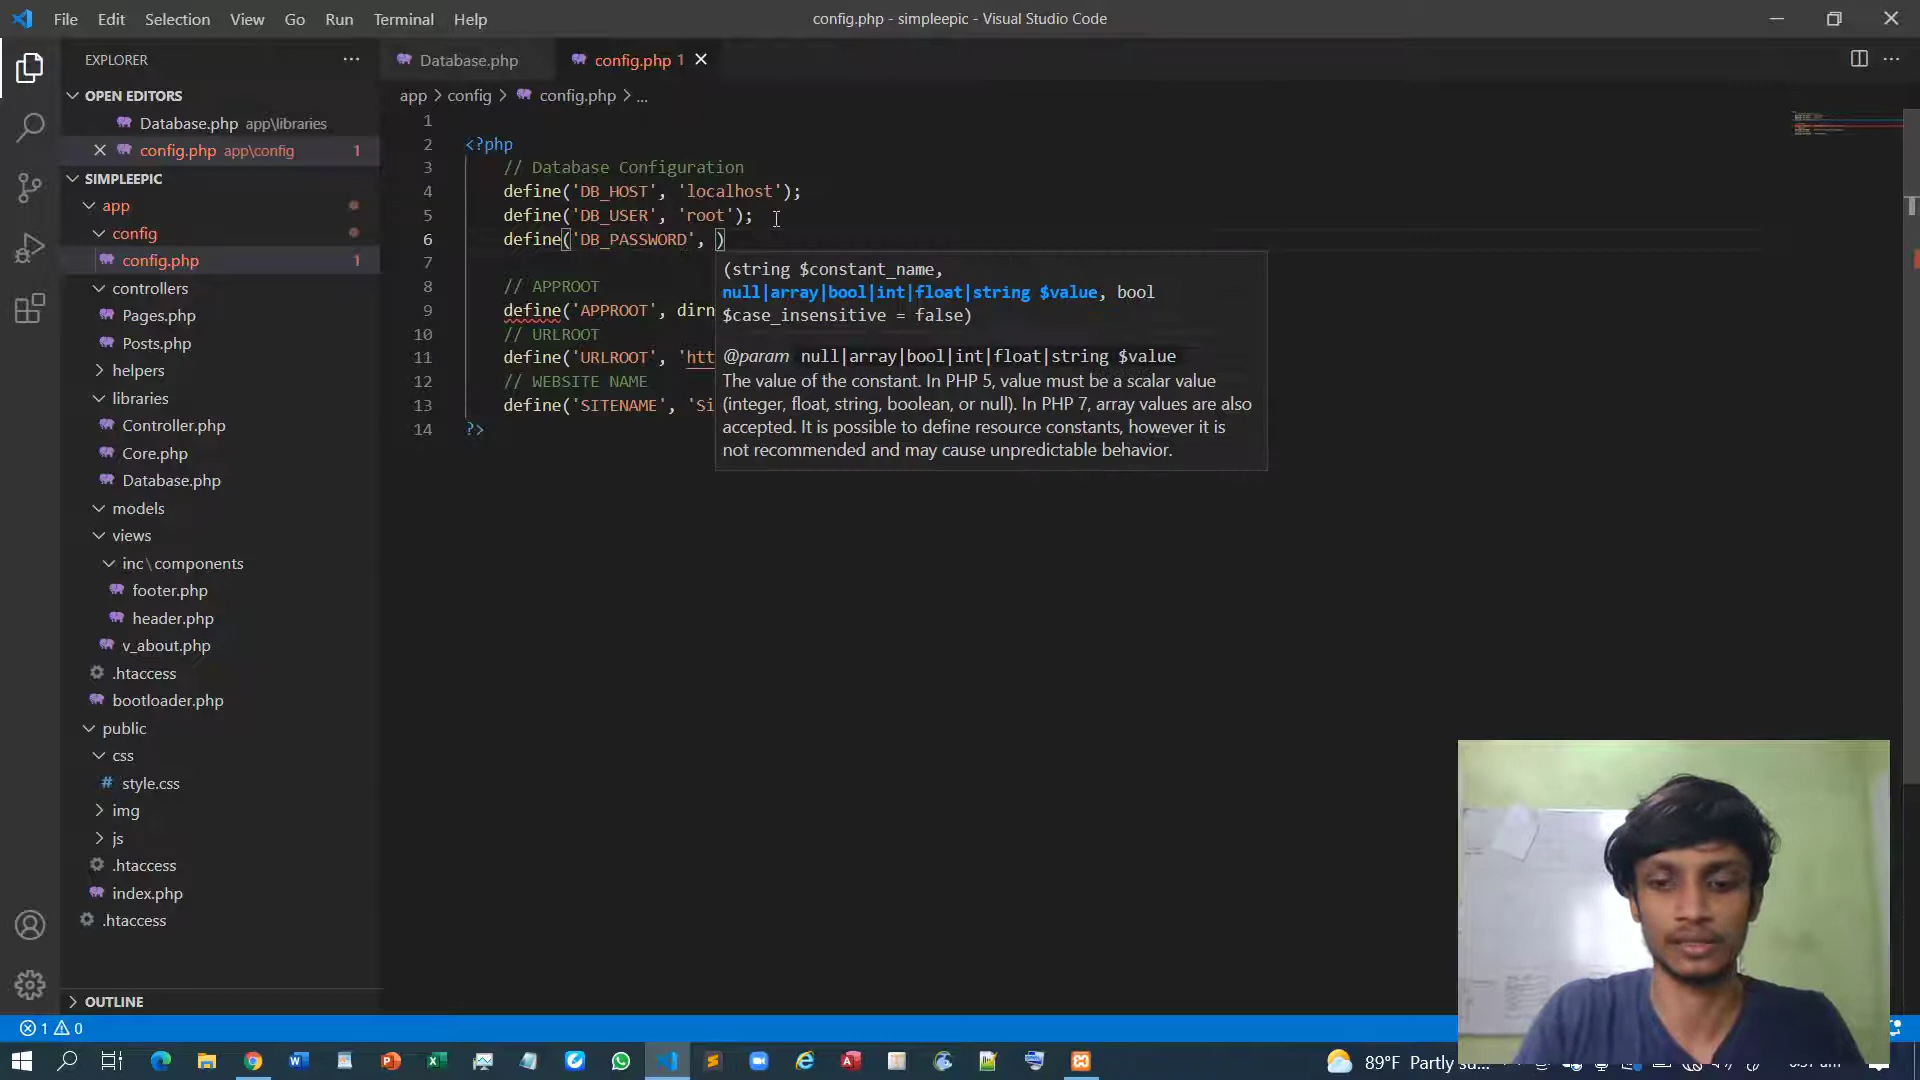 File Edit Selection View Go Run Terminal Help
config.php - simpleepic - Visual Studio Code
EXPLORER
OPEN EDITORS
Database.php app\libraries
config.php app\config 1
SIMPLEEPIC
app
config
config.php 1
controllers
Pages.php
Posts.php
helpers
libraries
Controller.php
Core.php
Database.php
models
views
inc\components
footer.php
header.php
v_about.php
.htaccess
bootloader.php
public
css
# style.css
img
js
.htaccess
index.php
.htaccess
OUTLINE
Database.php
config.php 1
app > config > config.php > ...
1
2 <?php
3 // Database Configuration
4 define('DB_HOST', 'localhost');
5 define('DB_USER', 'root');
6 define('DB_PASSWORD', )
7
8 // APPROOT
9 define('APPROOT', dirn
10 // URLROOT
11 define('URLROOT', 'htt
12 // WEBSITE NAME
13 define('SITENAME', 'Si
14 ?>
(string $constant_name,
null|array|bool|int|float|string $value, bool
$case_insensitive = false)
@param null|array|bool|int|float|string $value
The value of the constant. In PHP 5, value must be a scalar value
(integer, float, string, boolean, or null). In PHP 7, array values are also
accepted. It is possible to define resource constants, however it is
not recommended and may cause unpredictable behavior.
1 0
89°F Partly su...